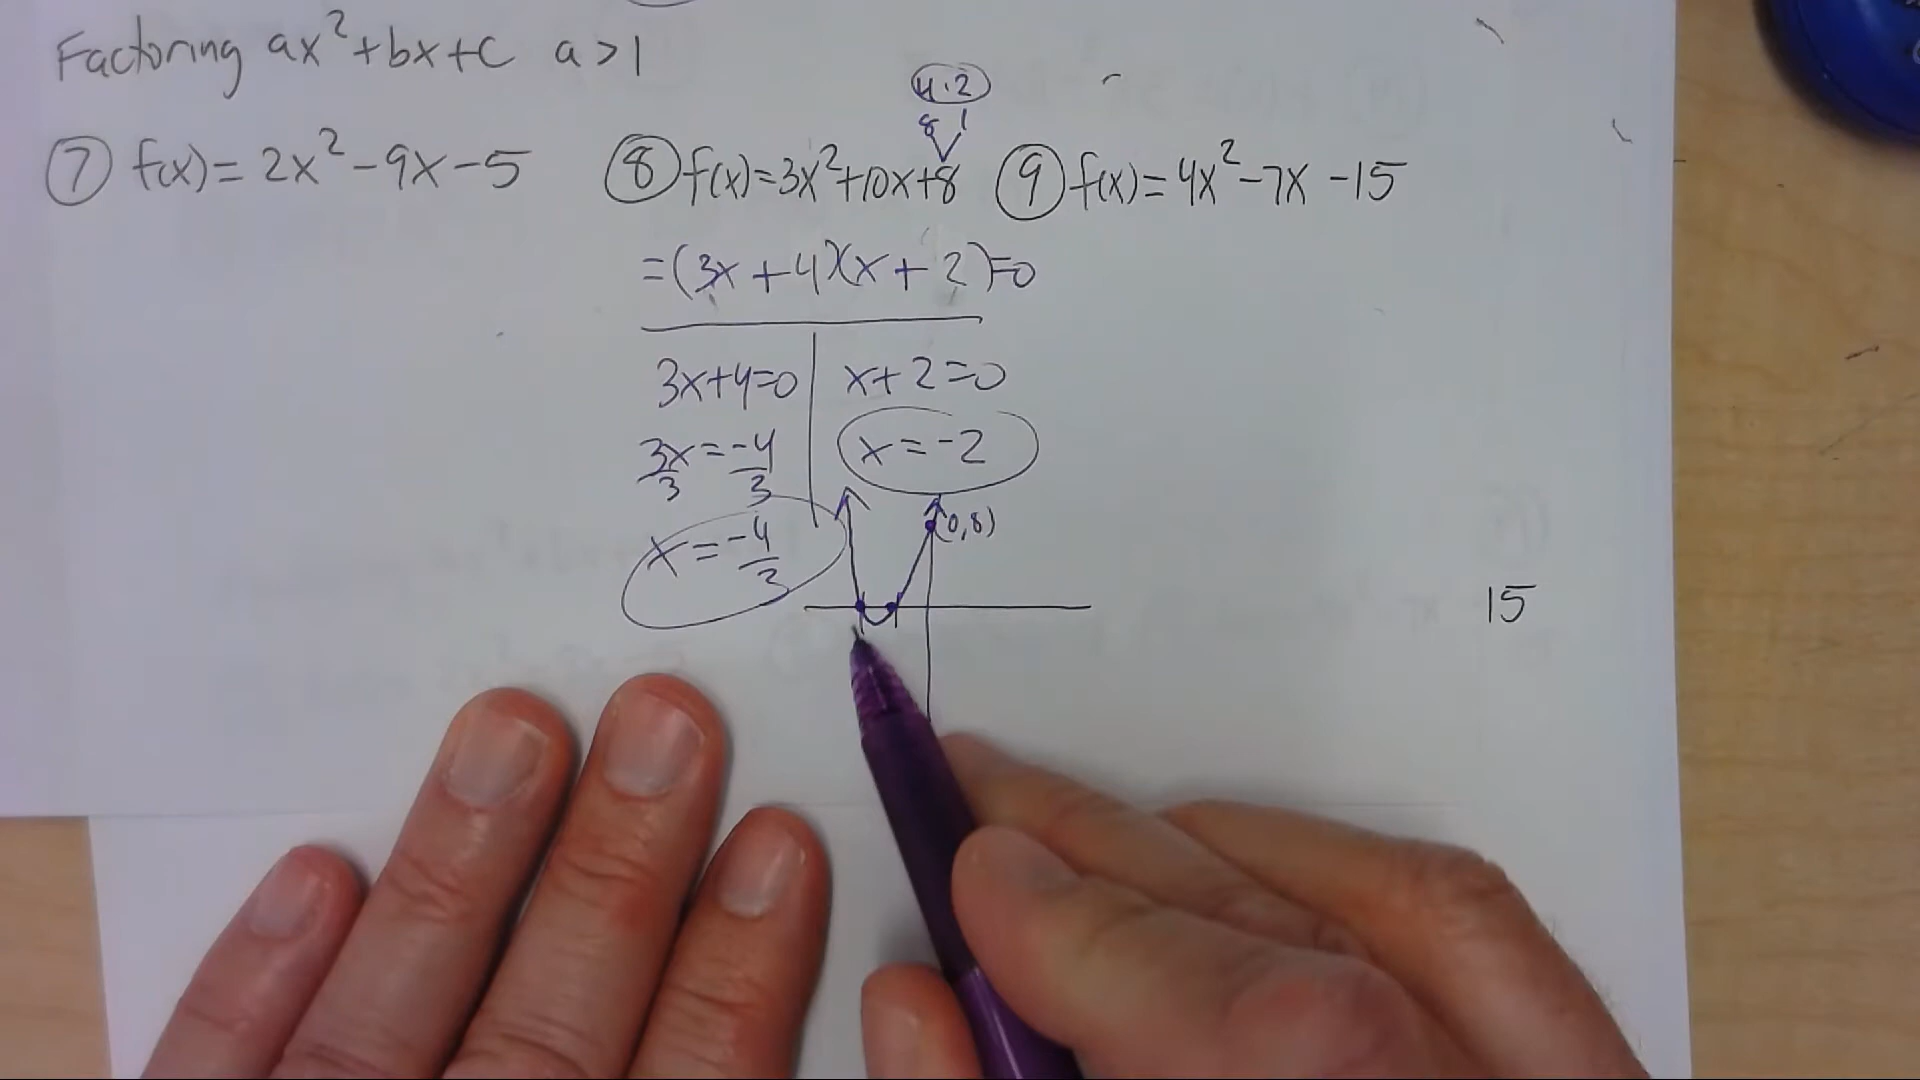 Factoring ax²+bx+c a>1
4·2
8 1
⑦ f(x)=2x²-9x-5
⑧ f(x)=3x²+10x+8
⑨ f(x)=4x²-7x-15
=(3x+4)(x+2)=0
3x+4=0
3x/3=-4/3
x=-4/3
x+2=0
x=-2
(0,8)
15